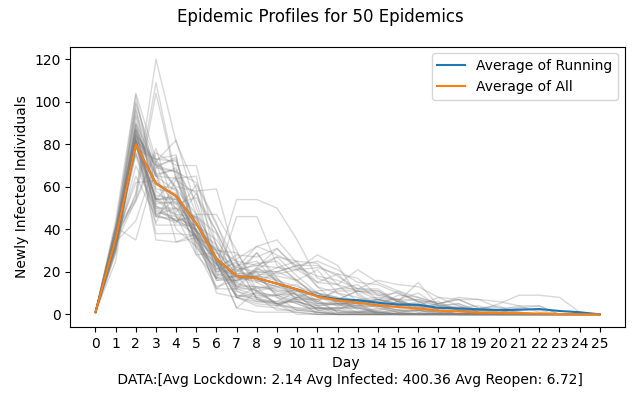 Epidemic Profiles for 50 Epidemics
Newly Infected Individuals
120
100
80
60
40
20
0
Average of Running
Average of All
0 1 2 3 4 5 6 7 8 9 10 11 12 13 14 15 16 17 18 19 20 21 22 23 24 25
Day
DATA:[Avg Lockdown: 2.14 Avg Infected: 400.36 Avg Reopen: 6.72]